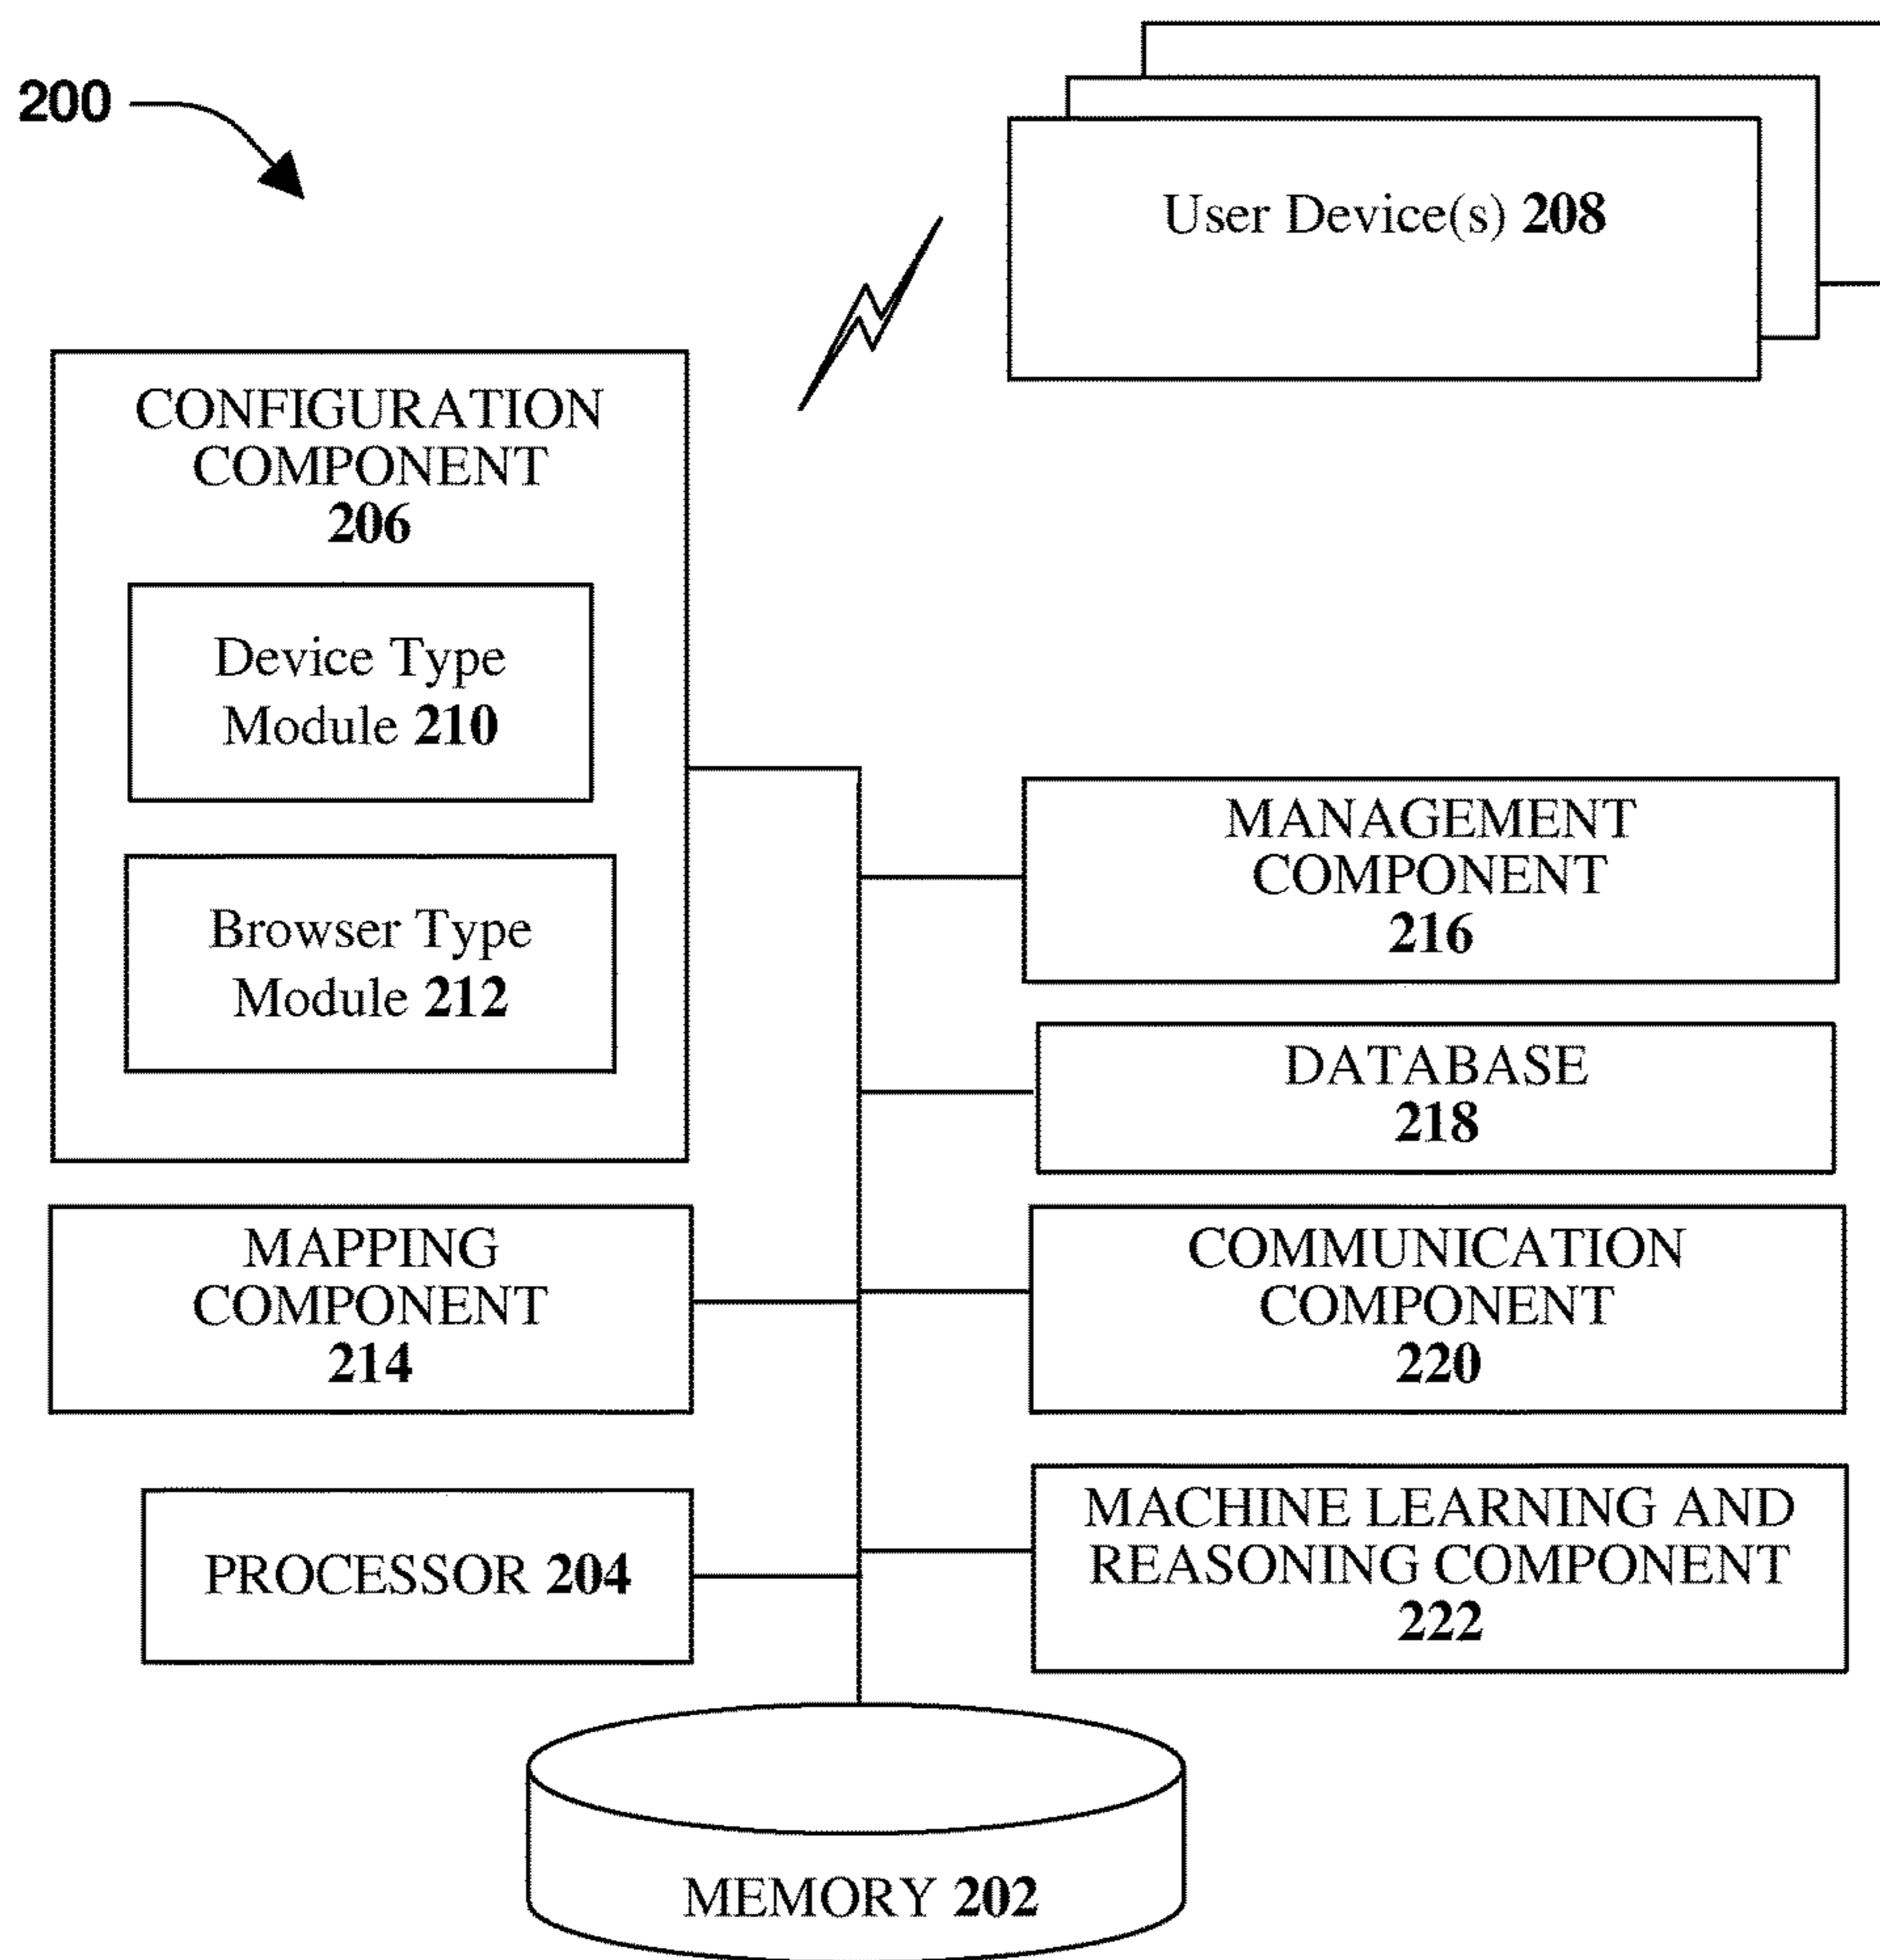 200
User Device(s) 208
CONFIGURATION
COMPONENT
206
Device Type
Module 210
Browser Type
Module 212
MANAGEMENT
COMPONENT
216
DATABASE
218
MAPPING
COMPONENT
214
COMMUNICATION
COMPONENT
220
PROCESSOR 204
MACHINE LEARNING AND
REASONING COMPONENT
222
MEMORY 202